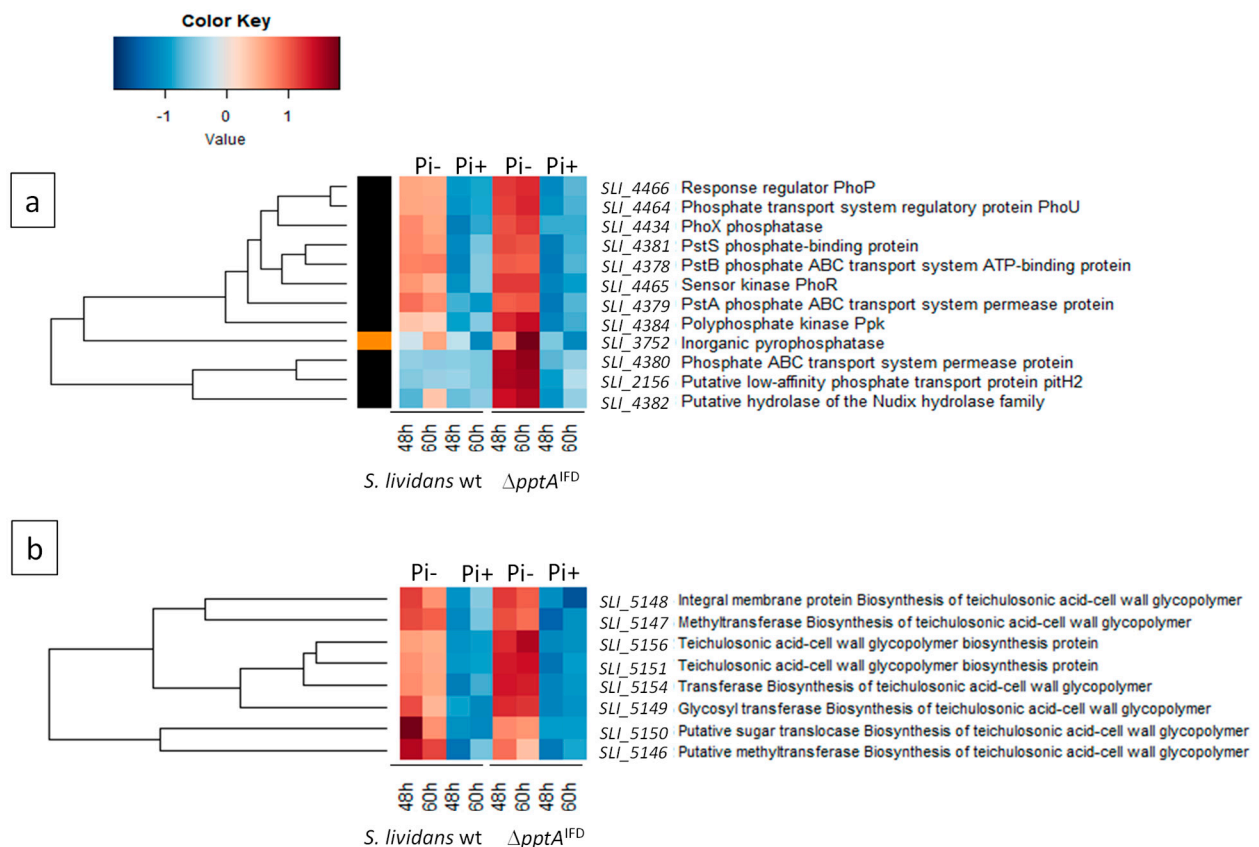 Color Key
-1 0 1
Value
a
Pi- Pi+ Pi- Pi+
SLI_4466 Response regulator PhoP
SLI_4464 Phosphate transport system regulatory protein PhoU
SLI_4434 PhoX phosphatase
SLI_4381 PstS phosphate-binding protein
SLI_4378 PstB phosphate ABC transport system ATP-binding protein
SLI_4465 Sensor kinase PhoR
SLI_4379 PstA phosphate ABC transport system permease protein
SLI_4384 Polyphosphate kinase Ppk
SLI_3752 Inorganic pyrophosphatase
SLI_4380 Phosphate ABC transport system permease protein
SLI_2156 Putative low-affinity phosphate transport protein pitH2
SLI_4382 Putative hydrolase of the Nudix hydrolase family
48h 60h 48h 60h 48h 60h 48h 60h
S. lividans wt ΔpptAᴵFD
b
Pi- Pi+ Pi- Pi+
SLI_5148 Integral membrane protein Biosynthesis of teichulosonic acid-cell wall glycopolymer
SLI_5147 Methyltransferase Biosynthesis of teichulosonic acid-cell wall glycopolymer
SLI_5156 Teichulosonic acid-cell wall glycopolymer biosynthesis protein
SLI_5151 Teichulosonic acid-cell wall glycopolymer biosynthesis protein
SLI_5154 Transferase Biosynthesis of teichulosonic acid-cell wall glycopolymer
SLI_5149 Glycosyl transferase Biosynthesis of teichulosonic acid-cell wall glycopolymer
SLI_5150 Putative sugar translocase Biosynthesis of teichulosonic acid-cell wall glycopolymer
SLI_5146 Putative methyltransferase Biosynthesis of teichulosonic acid-cell wall glycopolymer
48h 60h 48h 60h 48h 60h 48h 60h
S. lividans wt ΔpptAIFD